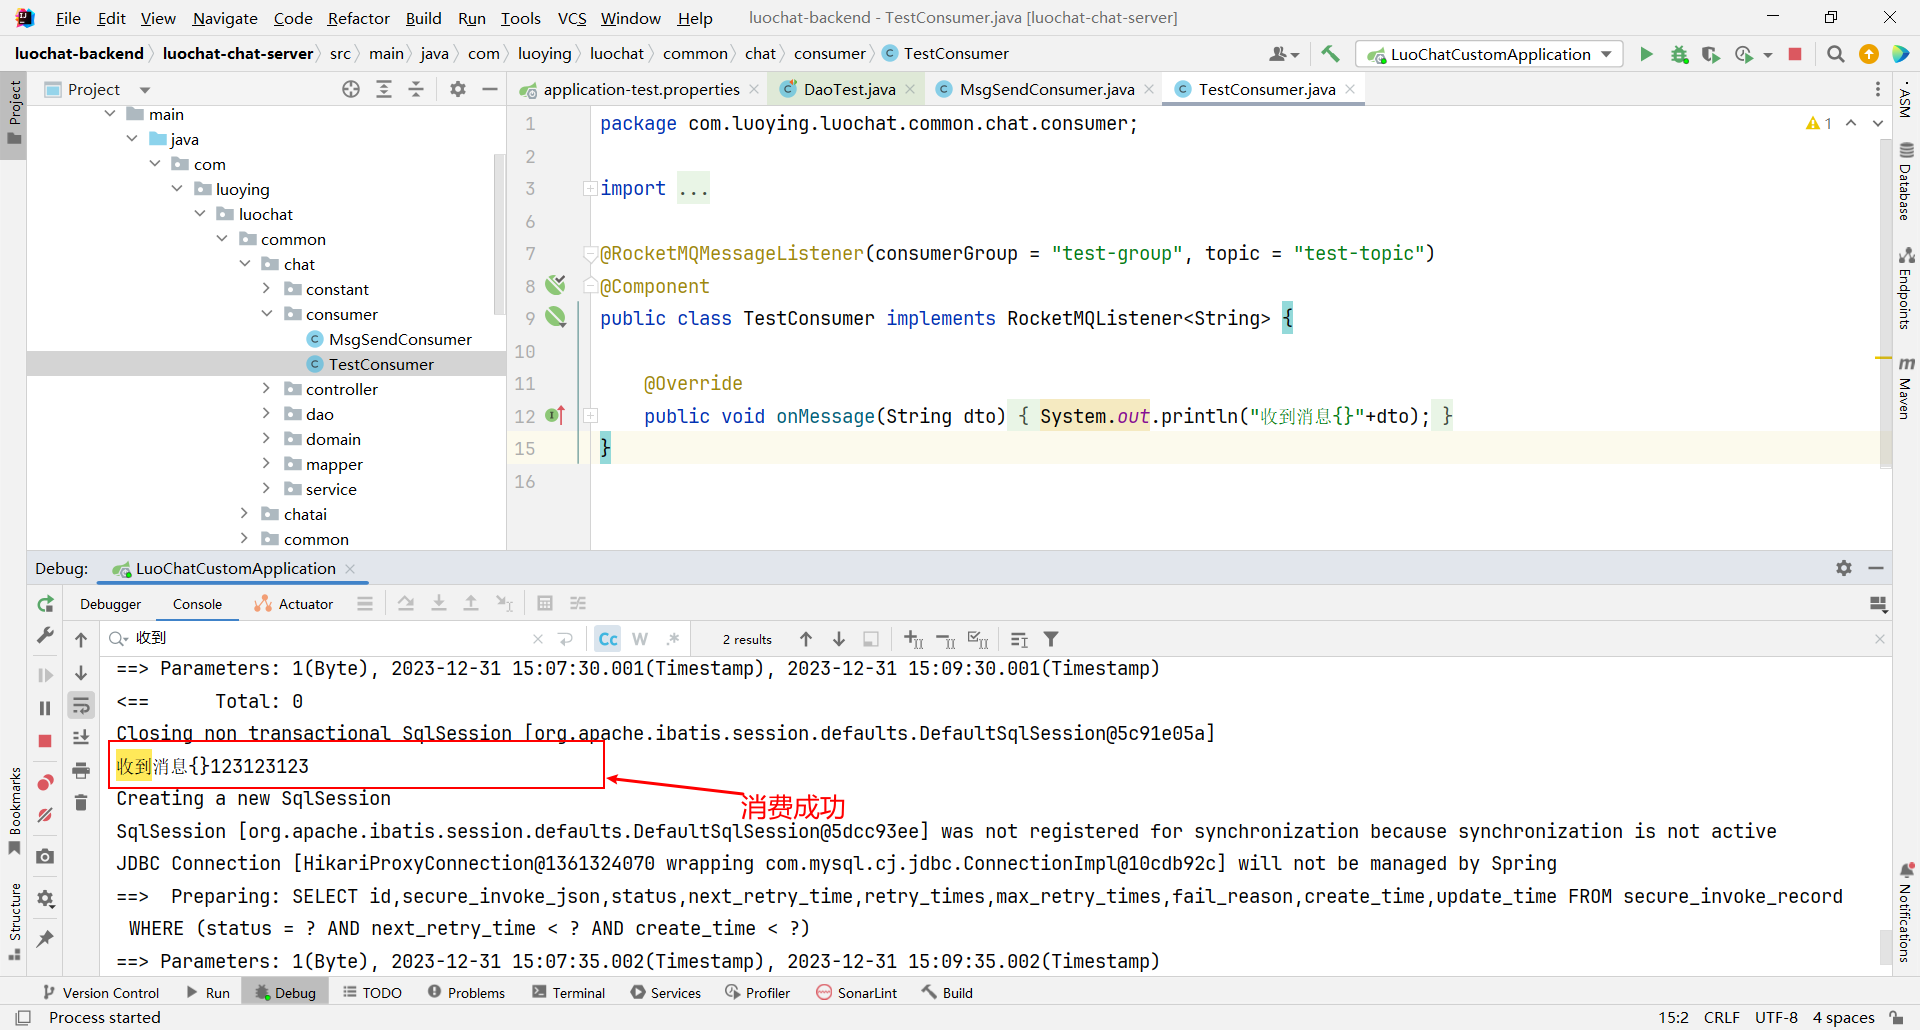 File Edit View Navigate Code Refactor Build Run Tools VCS Window Help luochat-backend - TestConsumer.java [luochat-chat-server]
luochat-backend luochat-chat-server src main java com luoying luochat common chat consumer TestConsumer LuoChatCustomApplication
Project application-test.properties DaoTest.java MsgSendConsumer.java TestConsumer.java
Project
main
java
com
luoying
luochat
common
chat
constant
consumer
MsgSendConsumer
TestConsumer
controller
dao
domain
mapper
service
chatai
common
1 package com.luoying.luochat.common.chat.consumer;
2
3 import ...
6
7 @RocketMQMessageListener(consumerGroup = "test-group", topic = "test-topic")
8 @Component
9 public class TestConsumer implements RocketMQListener<String> {
10
11 @Override
12 public void onMessage(String dto) { System.out.println("收到消息{}"+dto); }
15 }
16
1
ASM
Database
Endpoints
Maven
Notifications
Debug: LuoChatCustomApplication
Debugger Console Actuator
收到 Cc W .* 2 results
==> Parameters: 1(Byte), 2023-12-31 15:07:30.001(Timestamp), 2023-12-31 15:09:30.001(Timestamp)
<== Total: 0
Closing non transactional SqlSession [org.apache.ibatis.session.defaults.DefaultSqlSession@5c91e05a]
收到消息{}123123123
消费成功
Creating a new SqlSession
SqlSession [org.apache.ibatis.session.defaults.DefaultSqlSession@5dcc93ee] was not registered for synchronization because synchronization is not active
JDBC Connection [HikariProxyConnection@1361324070 wrapping com.mysql.cj.jdbc.ConnectionImpl@10cdb92c] will not be managed by Spring
==> Preparing: SELECT id,secure_invoke_json,status,next_retry_time,retry_times,max_retry_times,fail_reason,create_time,update_time FROM secure_invoke_record
WHERE (status = ? AND next_retry_time < ? AND create_time < ?)
==> Parameters: 1(Byte), 2023-12-31 15:07:35.002(Timestamp), 2023-12-31 15:09:35.002(Timestamp)
Bookmarks
Structure
Version Control Run Debug TODO Problems Terminal Services Profiler SonarLint Build
Process started 15:2 CRLF UTF-8 4 spaces